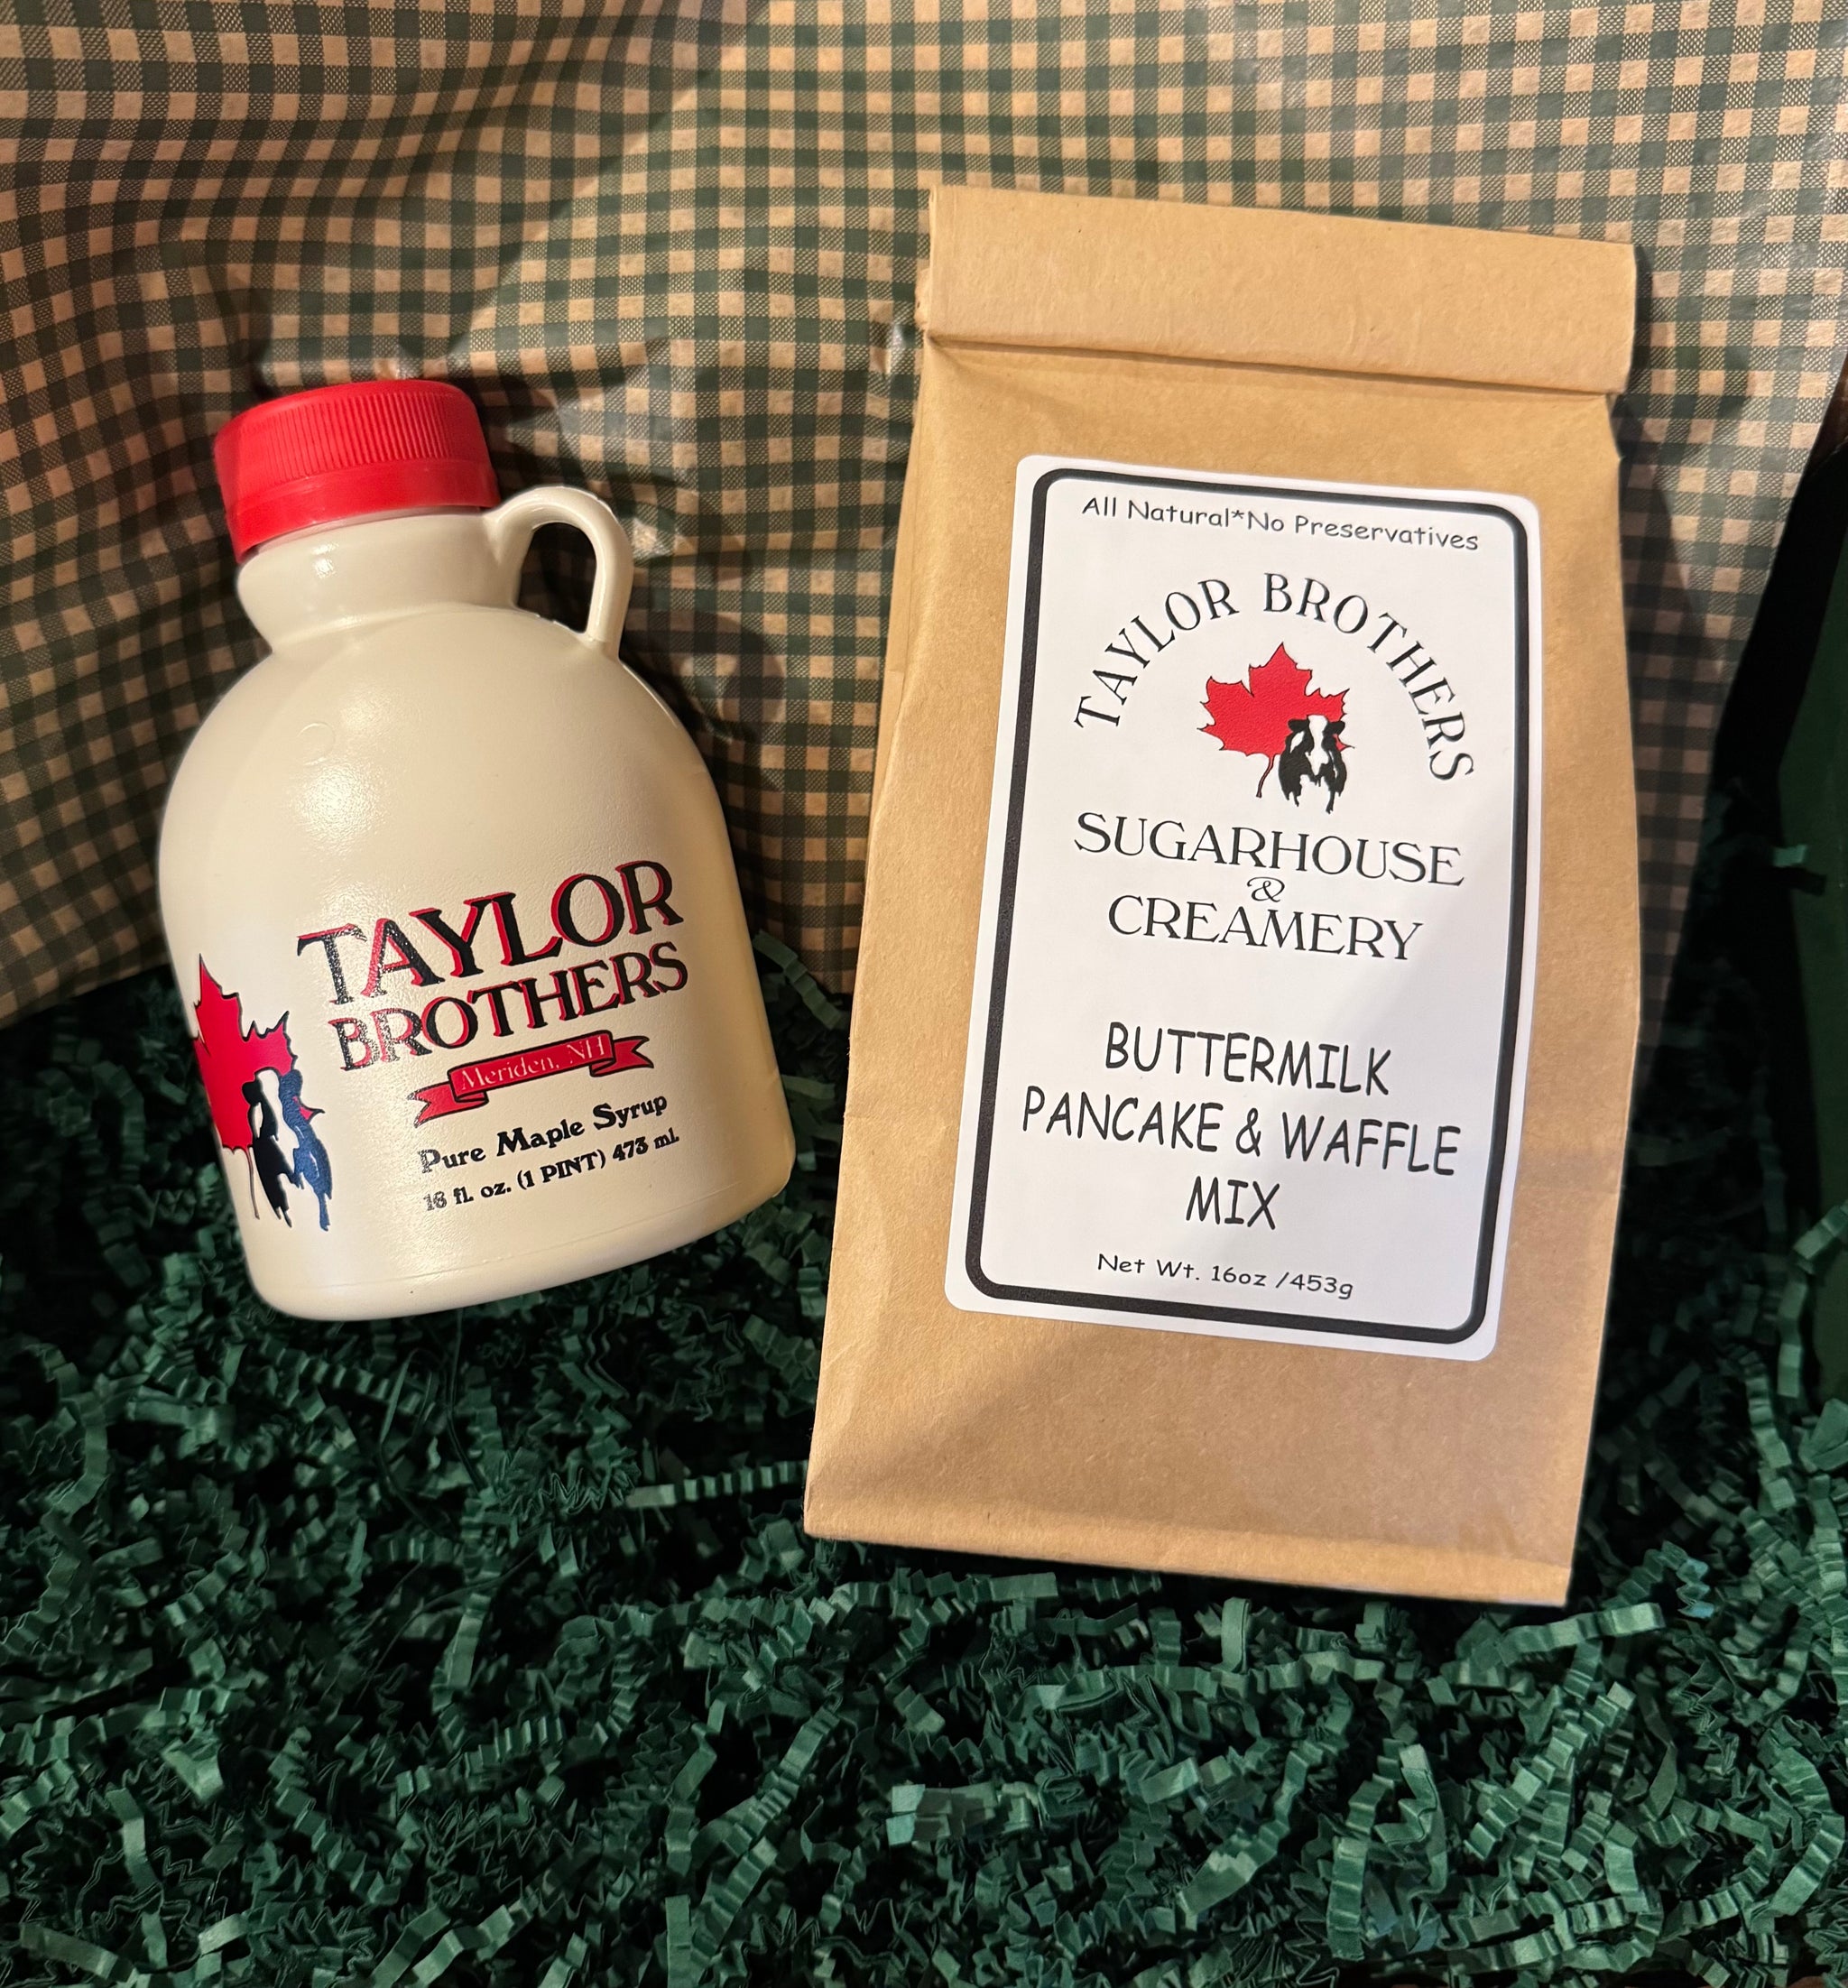 TAYLOR
BROTHERS
Meriden, NH
Pure Maple Syrup
16 fl. oz. (1 PINT) 473 mL
All Natural*No Preservatives
TAYLOR BROTHERS
SUGARHOUSE
&
CREAMERY
BUTTERMILK
PANCAKE & WAFFLE
MIX
Net Wt. 16oz /453g